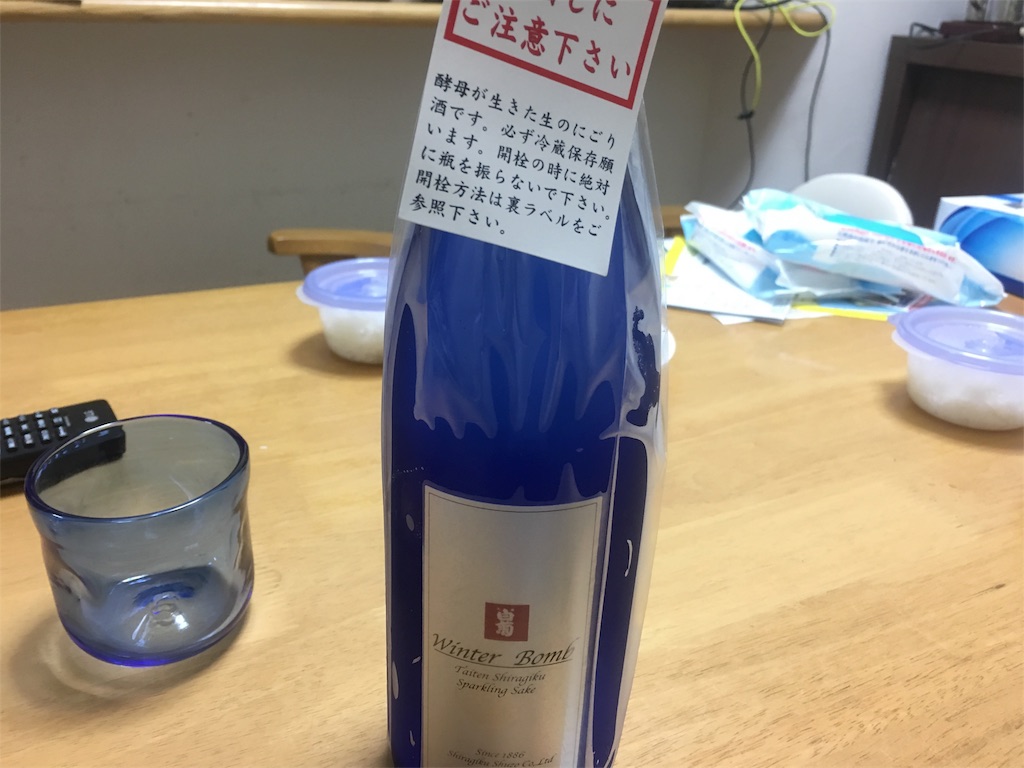 ご注意下さい
酵母が生きた生のにごり
酒です。必ず冷蔵保存願
います。開栓の時に絶対
に瓶を振らないで下さい。
開栓方法は裏ラベルをご
参照下さい。
白菊
Winter Bomb
Taiten Shiragiku
Sparkling Sake
Since 1886
Shiragiku Shuzo Co.,Ltd.